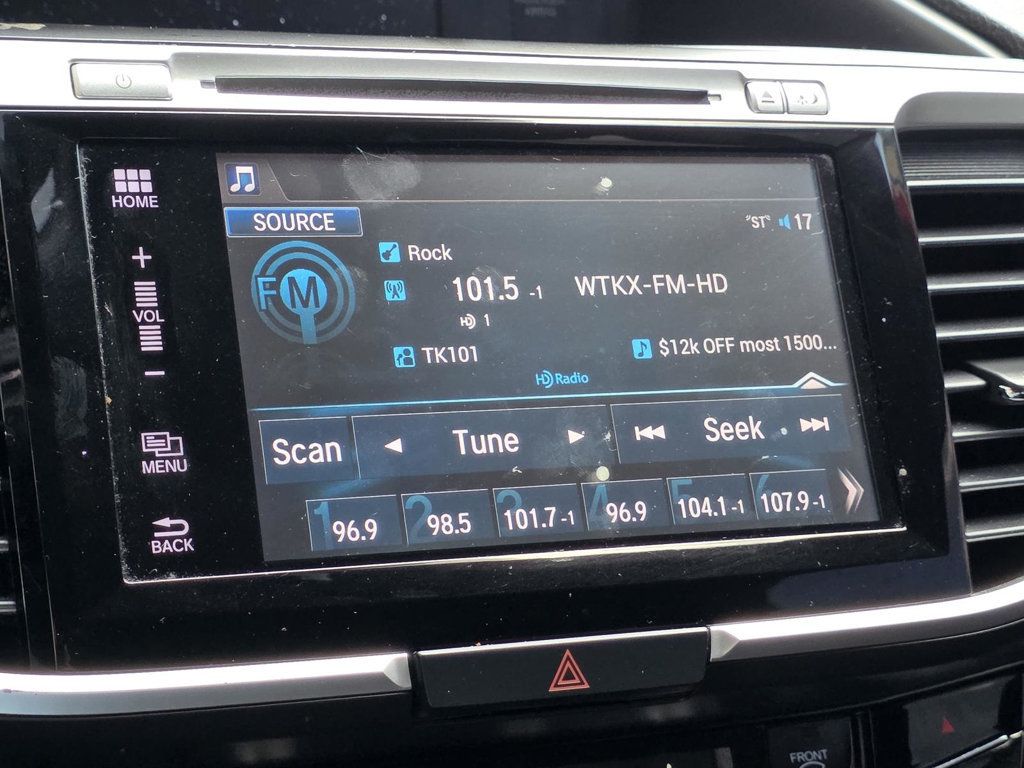 HOME
SOURCE
"ST" 17
Rock
FM
+
101.5 -1 WTKX-FM-HD
VOL
HD 1
TK101
$12k OFF most 1500...
−
HD Radio
MENU
Scan Tune Seek
1 96.9
2 98.5
3 101.7-1
4 96.9
5 104.1-1
6 107.9-1
BACK
FRONT